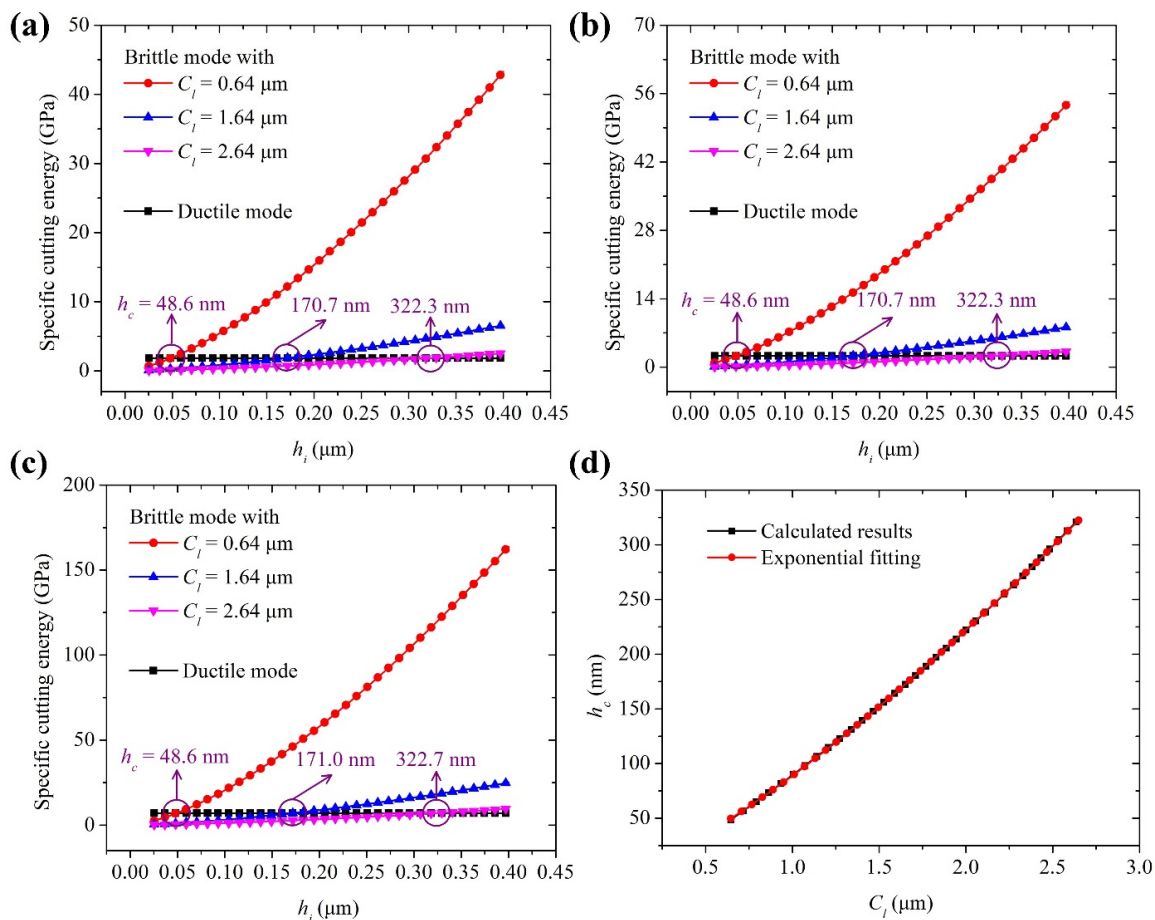 (a)
50
40
30
20
10
0
Specific cutting energy (GPa)
Brittle mode with
C_l = 0.64 μm
C_l = 1.64 μm
C_l = 2.64 μm
Ductile mode
h_c = 48.6 nm
170.7 nm
322.3 nm
0.00 0.05 0.10 0.15 0.20 0.25 0.30 0.35 0.40 0.45
h_i (μm)
(b)
70
56
42
28
14
0
Specific cutting energy (GPa)
Brittle mode with
C_l = 0.64 μm
C_l = 1.64 μm
C_l = 2.64 μm
Ductile mode
h_c = 48.6 nm
170.7 nm
322.3 nm
0.00 0.05 0.10 0.15 0.20 0.25 0.30 0.35 0.40 0.45
h_i (μm)
(c)
200
150
100
50
0
Specific cutting energy (GPa)
Brittle mode with
C_l = 0.64 μm
C_l = 1.64 μm
C_l = 2.64 μm
Ductile mode
h_c = 48.6 nm
171.0 nm
322.7 nm
0.00 0.05 0.10 0.15 0.20 0.25 0.30 0.35 0.40 0.45
h_i (μm)
(d)
350
300
250
200
150
100
50
h_c (nm)
Calculated results
Exponential fitting
0.5 1.0 1.5 2.0 2.5 3.0
C_l (μm)